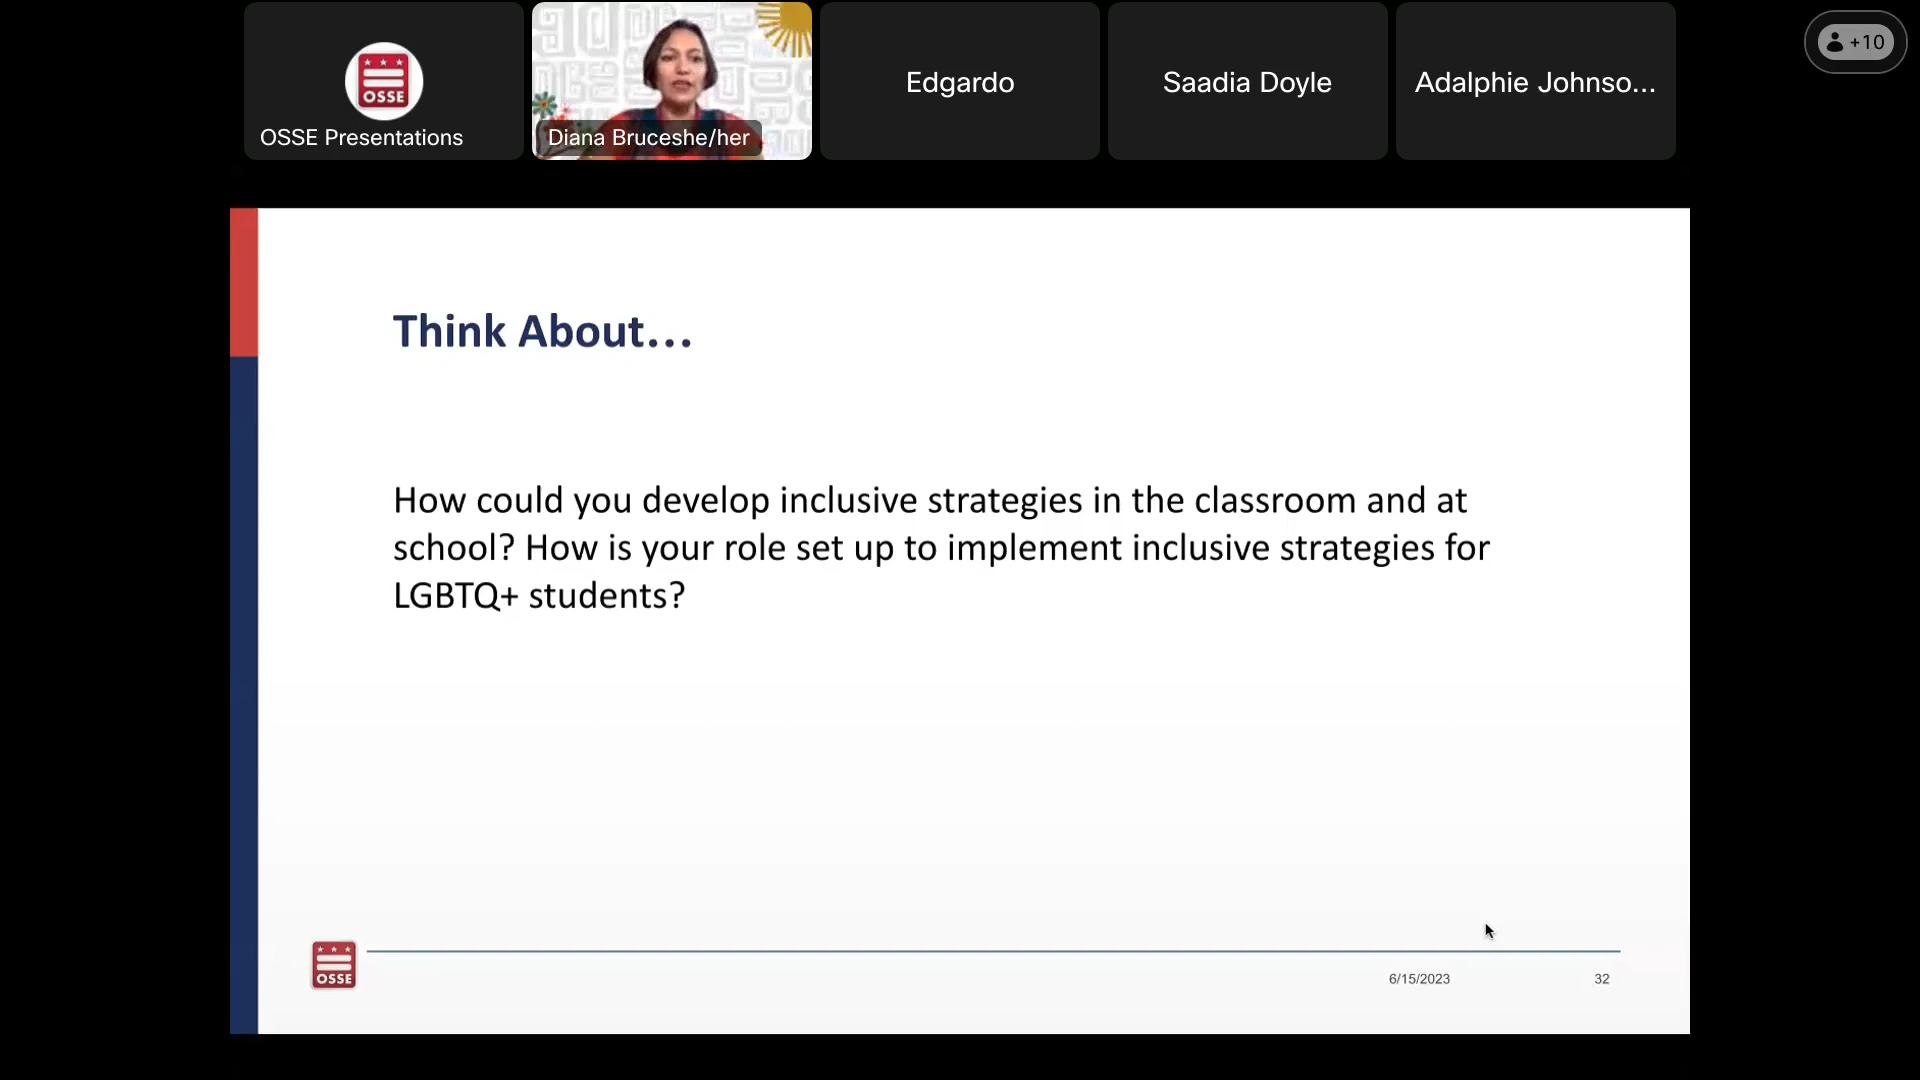 OSSE
OSSE Presentations
Diana Bruceshe/her
Edgardo
Saadia Doyle
Adalphie Johnso...
+10
Think About...
How could you develop inclusive strategies in the classroom and at
school? How is your role set up to implement inclusive strategies for
LGBTQ+ students?
OSSE
6/15/2023
32